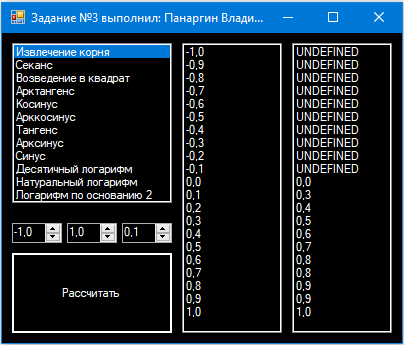 Задание №3 выполнил: Панаргин Влади...
Извлечение корня
Секанс
Возведение в квадрат
Арктангенс
Косинус
Арккосинус
Тангенс
Арксинус
Синус
Десятичный логарифм
Натуральный логарифм
Логарифм по основанию 2
-1,0 1,0 0,1
Рассчитать
-1,0
-0,9
-0,8
-0,7
-0,6
-0,5
-0,4
-0,3
-0,2
-0,1
0,0
0,1
0,2
0,3
0,4
0,5
0,6
0,7
0,8
0,9
1,0
UNDEFINED
UNDEFINED
UNDEFINED
UNDEFINED
UNDEFINED
UNDEFINED
UNDEFINED
UNDEFINED
UNDEFINED
UNDEFINED
0,0
0,3
0,4
0,5
0,6
0,7
0,8
0,8
0,9
0,9
1,0